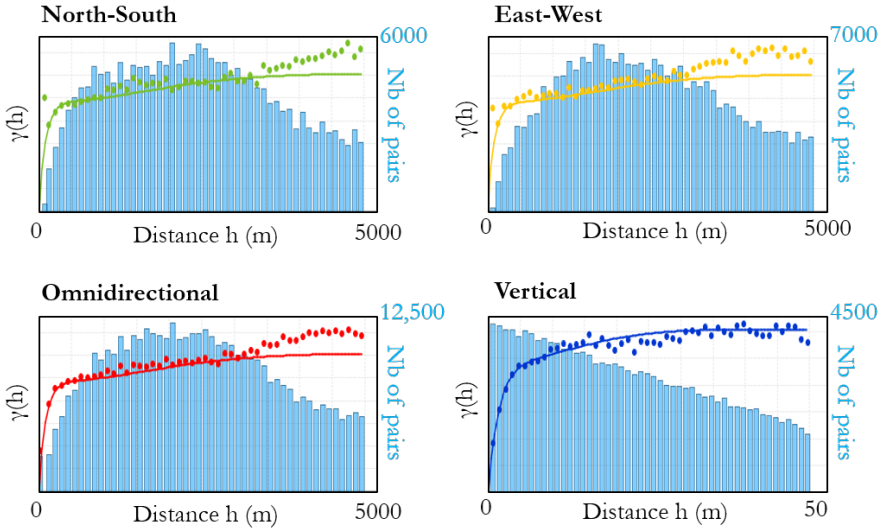 North-South
6000
γ(h)
Nb of pairs
0
5000
Distance h (m)
East-West
7000
γ(h)
Nb of pairs
0
5000
Distance h (m)
Omnidirectional
12,500
γ(h)
Nb of pairs
0
5000
Distance h (m)
Vertical
4500
γ(h)
Nb of pairs
0
50
Distance h (m)